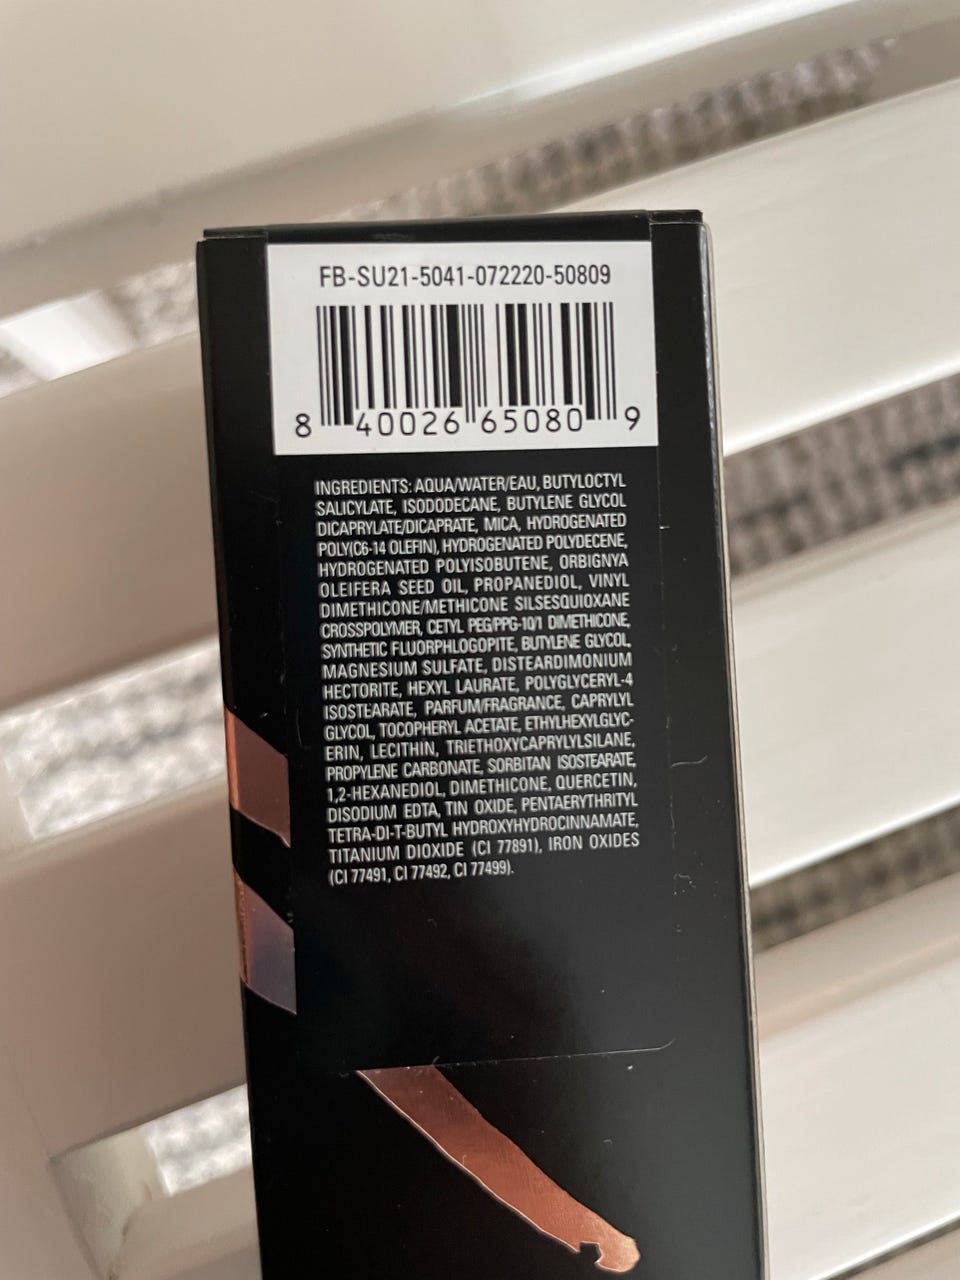 FB-SU21-5041-072220-50809
8 40026 65080 9
INGREDIENTS: AQUA/WATER/EAU, BUTYLOCTYL
SALICYLATE, ISODODECANE, BUTYLENE GLYCOL
DICAPRYLATE/DICAPRATE, MICA, HYDROGENATED
POLY(C6-14 OLEFIN), HYDROGENATED POLYDECENE,
HYDROGENATED POLYISOBUTENE, ORBIGNYA
OLEIFERA SEED OIL, PROPANEDIOL, VINYL
DIMETHICONE/METHICONE SILSESQUIOXANE
CROSSPOLYMER, CETYL PEG/PPG-10/1 DIMETHICONE,
SYNTHETIC FLUORPHLOGOPITE, BUTYLENE GLYCOL,
MAGNESIUM SULFATE, DISTEARDIMONIUM
HECTORITE, HEXYL LAURATE, POLYGLYCERYL-4
ISOSTEARATE, PARFUM/FRAGRANCE, CAPRYLYL
GLYCOL, TOCOPHERYL ACETATE, ETHYLHEXYLGLYC-
ERIN, LECITHIN, TRIETHOXYCAPRYLYLSILANE,
PROPYLENE CARBONATE, SORBITAN ISOSTEARATE,
1,2-HEXANEDIOL, DIMETHICONE, QUERCETIN,
DISODIUM EDTA, TIN OXIDE, PENTAERYTHRITYL
TETRA-DI-T-BUTYL HYDROXYHYDROCINNAMATE,
TITANIUM DIOXIDE (CI 77891), IRON OXIDES
(CI 77491, CI 77492, CI 77499).